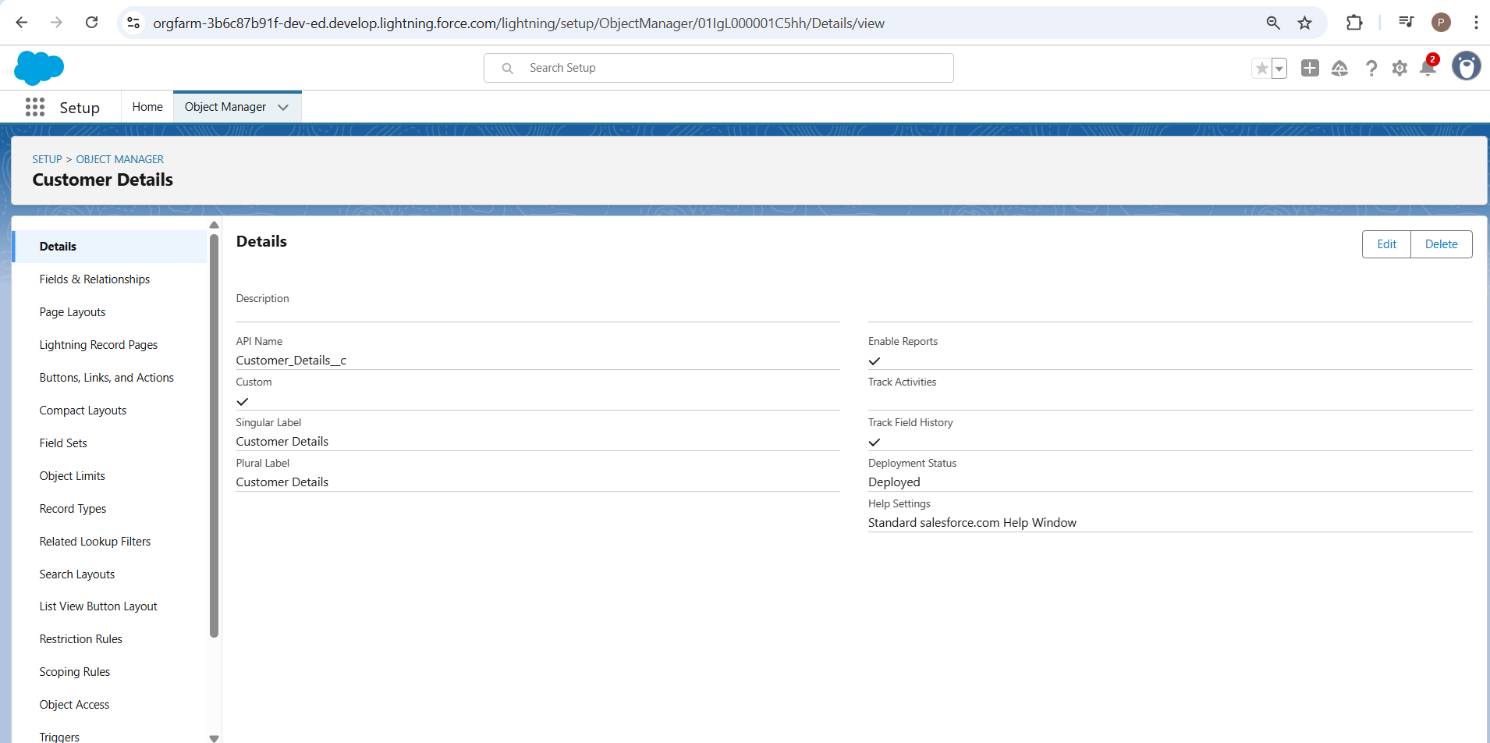 orgfarm-3b6c87b91f-dev-ed.develop.lightning.force.com/lightning/setup/ObjectManager/01IgL000001C5hh/Details/view
P
Search Setup
2
Setup
Home
Object Manager
SETUP > OBJECT MANAGER
Customer Details
Details
Fields & Relationships
Page Layouts
Lightning Record Pages
Buttons, Links, and Actions
Compact Layouts
Field Sets
Object Limits
Record Types
Related Lookup Filters
Search Layouts
List View Button Layout
Restriction Rules
Scoping Rules
Object Access
Triggers
Details
Edit
Delete
Description
API Name
Customer_Details__c
Custom
Singular Label
Customer Details
Plural Label
Customer Details
Enable Reports
Track Activities
Track Field History
Deployment Status
Deployed
Help Settings
Standard salesforce.com Help Window